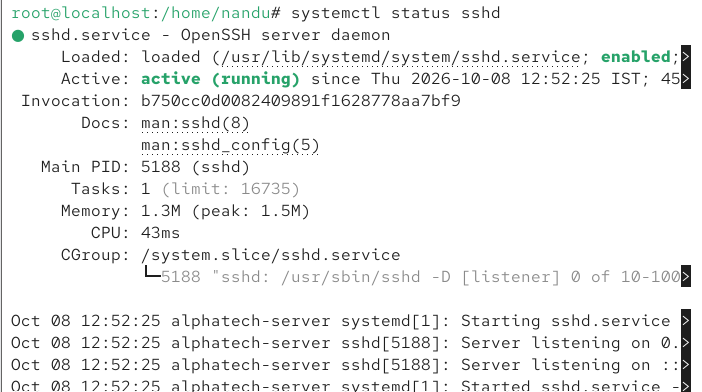 root@localhost:/home/nandu# systemctl status sshd
● sshd.service - OpenSSH server daemon
Loaded: loaded (/usr/lib/systemd/system/sshd.service; enabled;>
Active: active (running) since Thu 2026-10-08 12:52:25 IST; 45>
Invocation: b750cc0d0082409891f1628778aa7bf9
Docs: man:sshd(8)
man:sshd_config(5)
Main PID: 5188 (sshd)
Tasks: 1 (limit: 16735)
Memory: 1.3M (peak: 1.5M)
CPU: 43ms
CGroup: /system.slice/sshd.service
└─5188 "sshd: /usr/sbin/sshd -D [listener] 0 of 10-100>
Oct 08 12:52:25 alphatech-server systemd[1]: Starting sshd.service >
Oct 08 12:52:25 alphatech-server sshd[5188]: Server listening on 0.>
Oct 08 12:52:25 alphatech-server sshd[5188]: Server listening on ::>
Oct 08 12:52:25 alphatech-server systemd[1]: Started sshd.service ->